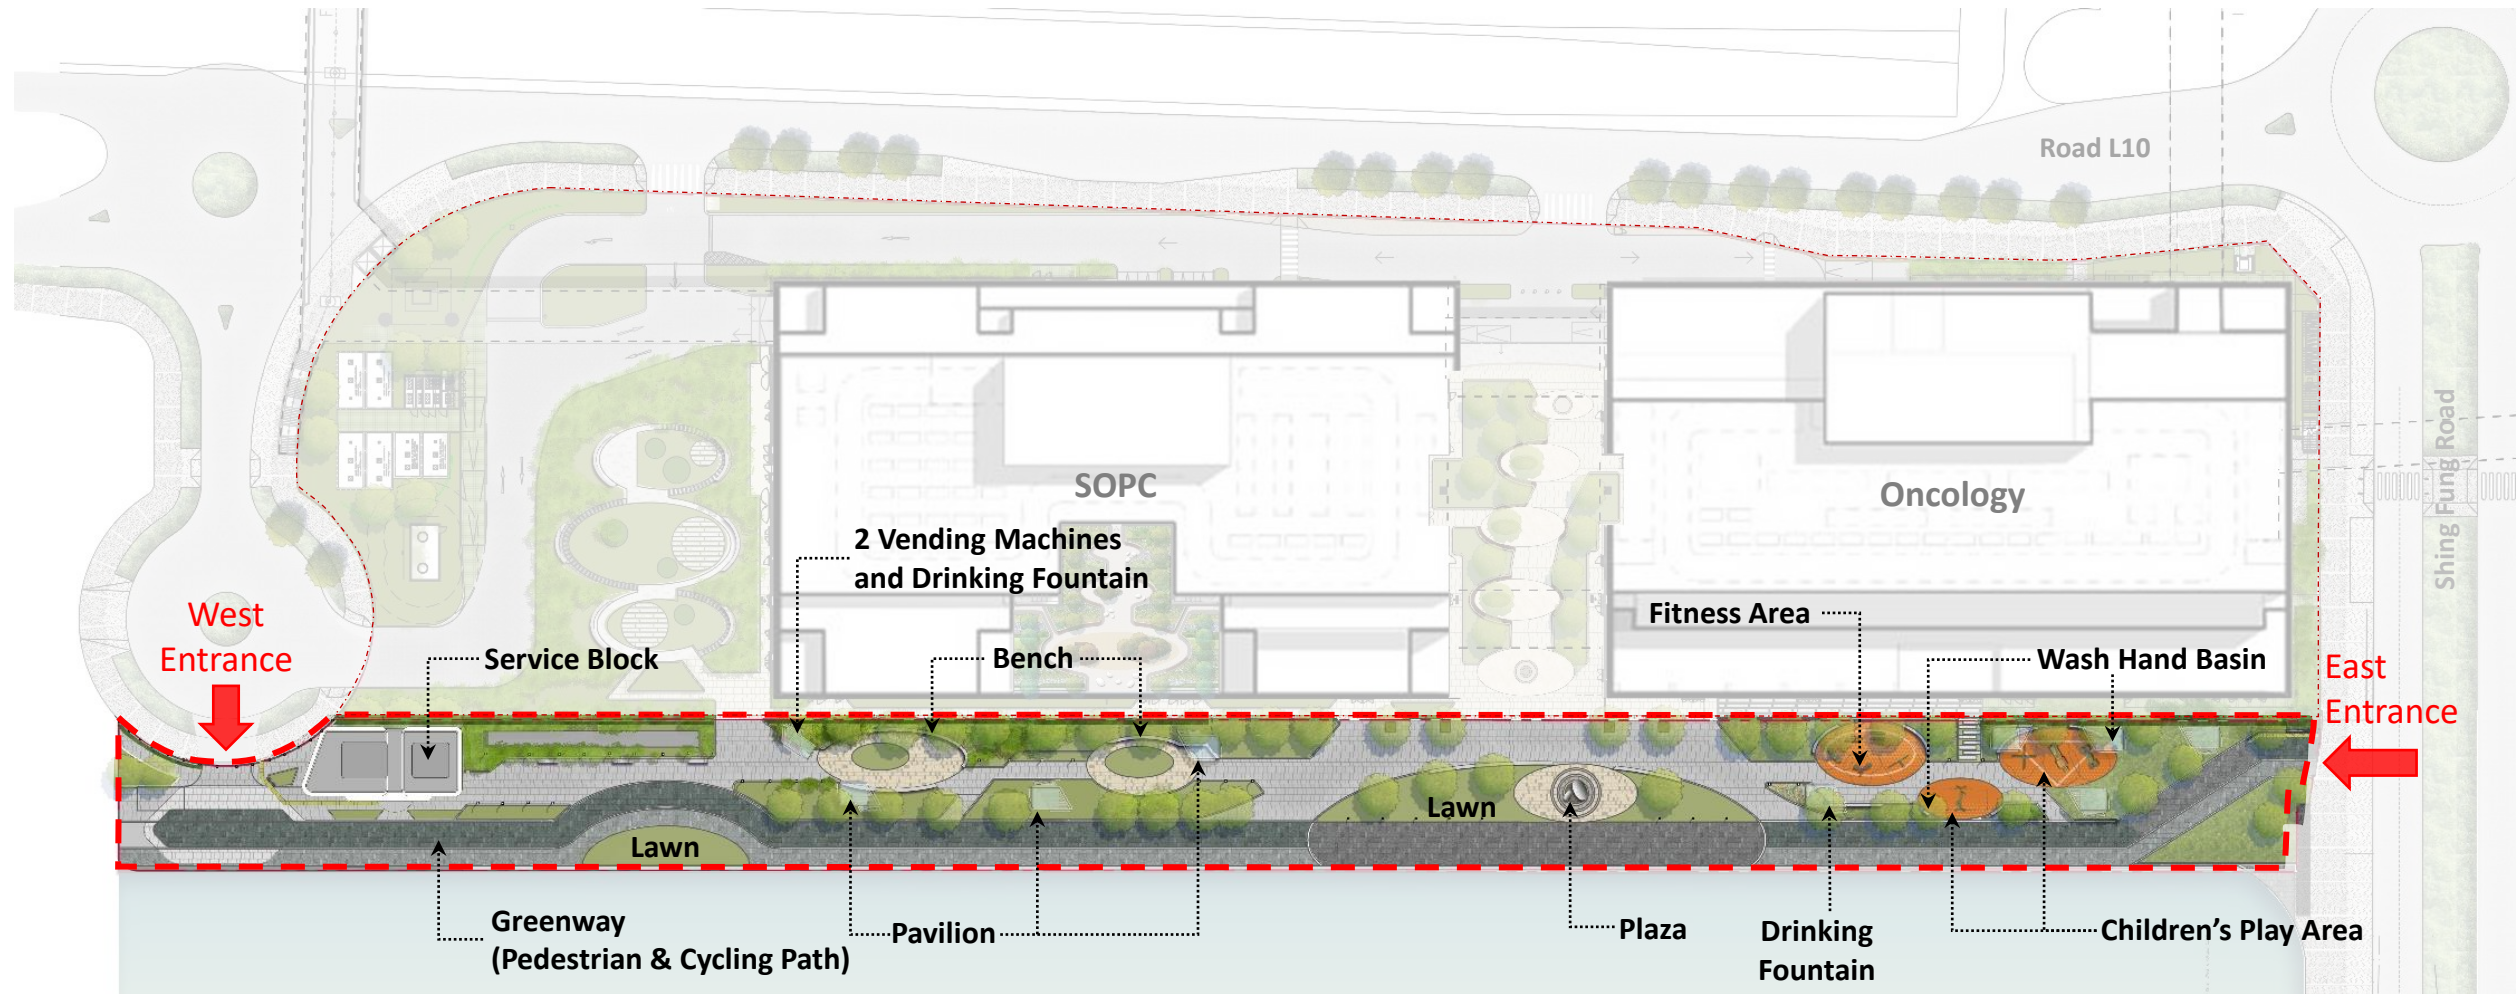 Road L10
SOPC
Oncology
Shing Fung Road
2 Vending Machines
and Drinking Fountain
West
Entrance
Service Block
Bench
Fitness Area
Wash Hand Basin
East
Entrance
Lawn
Lawn
Greenway
(Pedestrian & Cycling Path)
Pavilion
Plaza
Drinking
Fountain
Children's Play Area